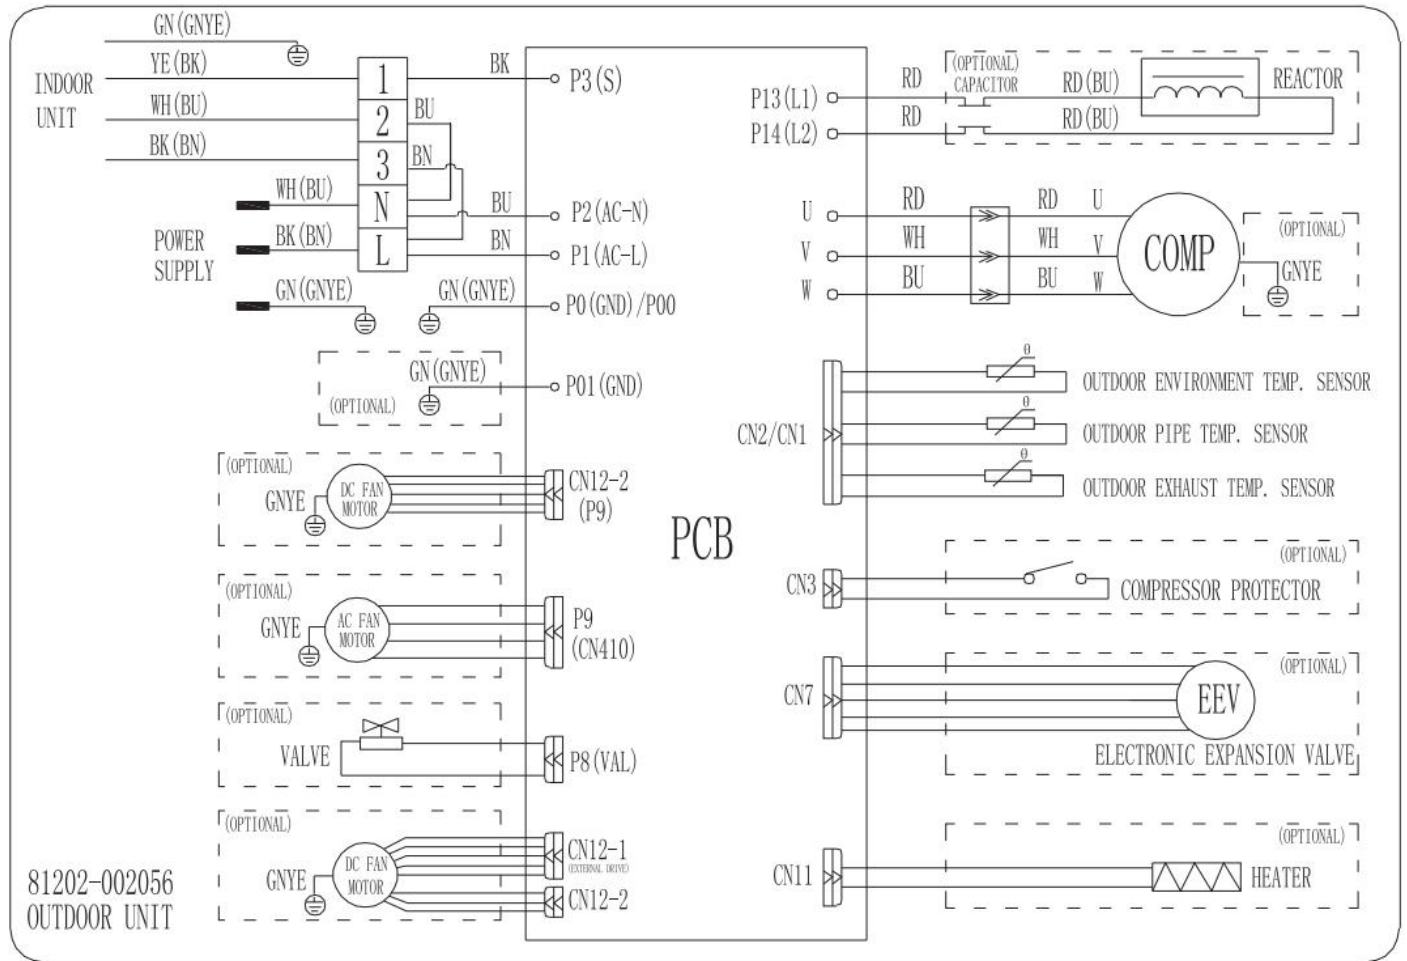 GN(GNYE)
YE(BK)
INDOOR
UNIT
WH(BU)
BK(BN)
1
2
3
N
L
BK
BU
BN
BU
BN
P3(S)
P2(AC-N)
P1(AC-L)
WH(BU)
POWER
SUPPLY
BK(BN)
GN(GNYE)
GN(GNYE)
P0(GND)/P00
GN(GNYE)
(OPTIONAL)
P01(GND)
(OPTIONAL)
DC FAN
MOTOR
GNYE
CN12-2
(P9)
(OPTIONAL)
AC FAN
MOTOR
GNYE
P9
(CN410)
(OPTIONAL)
VALVE
P8(VAL)
(OPTIONAL)
DC FAN
MOTOR
GNYE
CN12-1
(EXTERNAL DRIVE)
CN12-2
81202-002056
OUTDOOR UNIT
PCB
P13(L1)
P14(L2)
RD
RD
(OPTIONAL)
CAPACITOR
RD(BU)
RD(BU)
REACTOR
U
V
W
RD
WH
BU
RD
WH
BU
U
V
W
COMP
(OPTIONAL)
GNYE
CN2/CN1
θ
OUTDOOR ENVIRONMENT TEMP. SENSOR
θ
OUTDOOR PIPE TEMP. SENSOR
θ
OUTDOOR EXHAUST TEMP. SENSOR
CN3
(OPTIONAL)
COMPRESSOR PROTECTOR
CN7
(OPTIONAL)
EEV
ELECTRONIC EXPANSION VALVE
CN11
(OPTIONAL)
HEATER